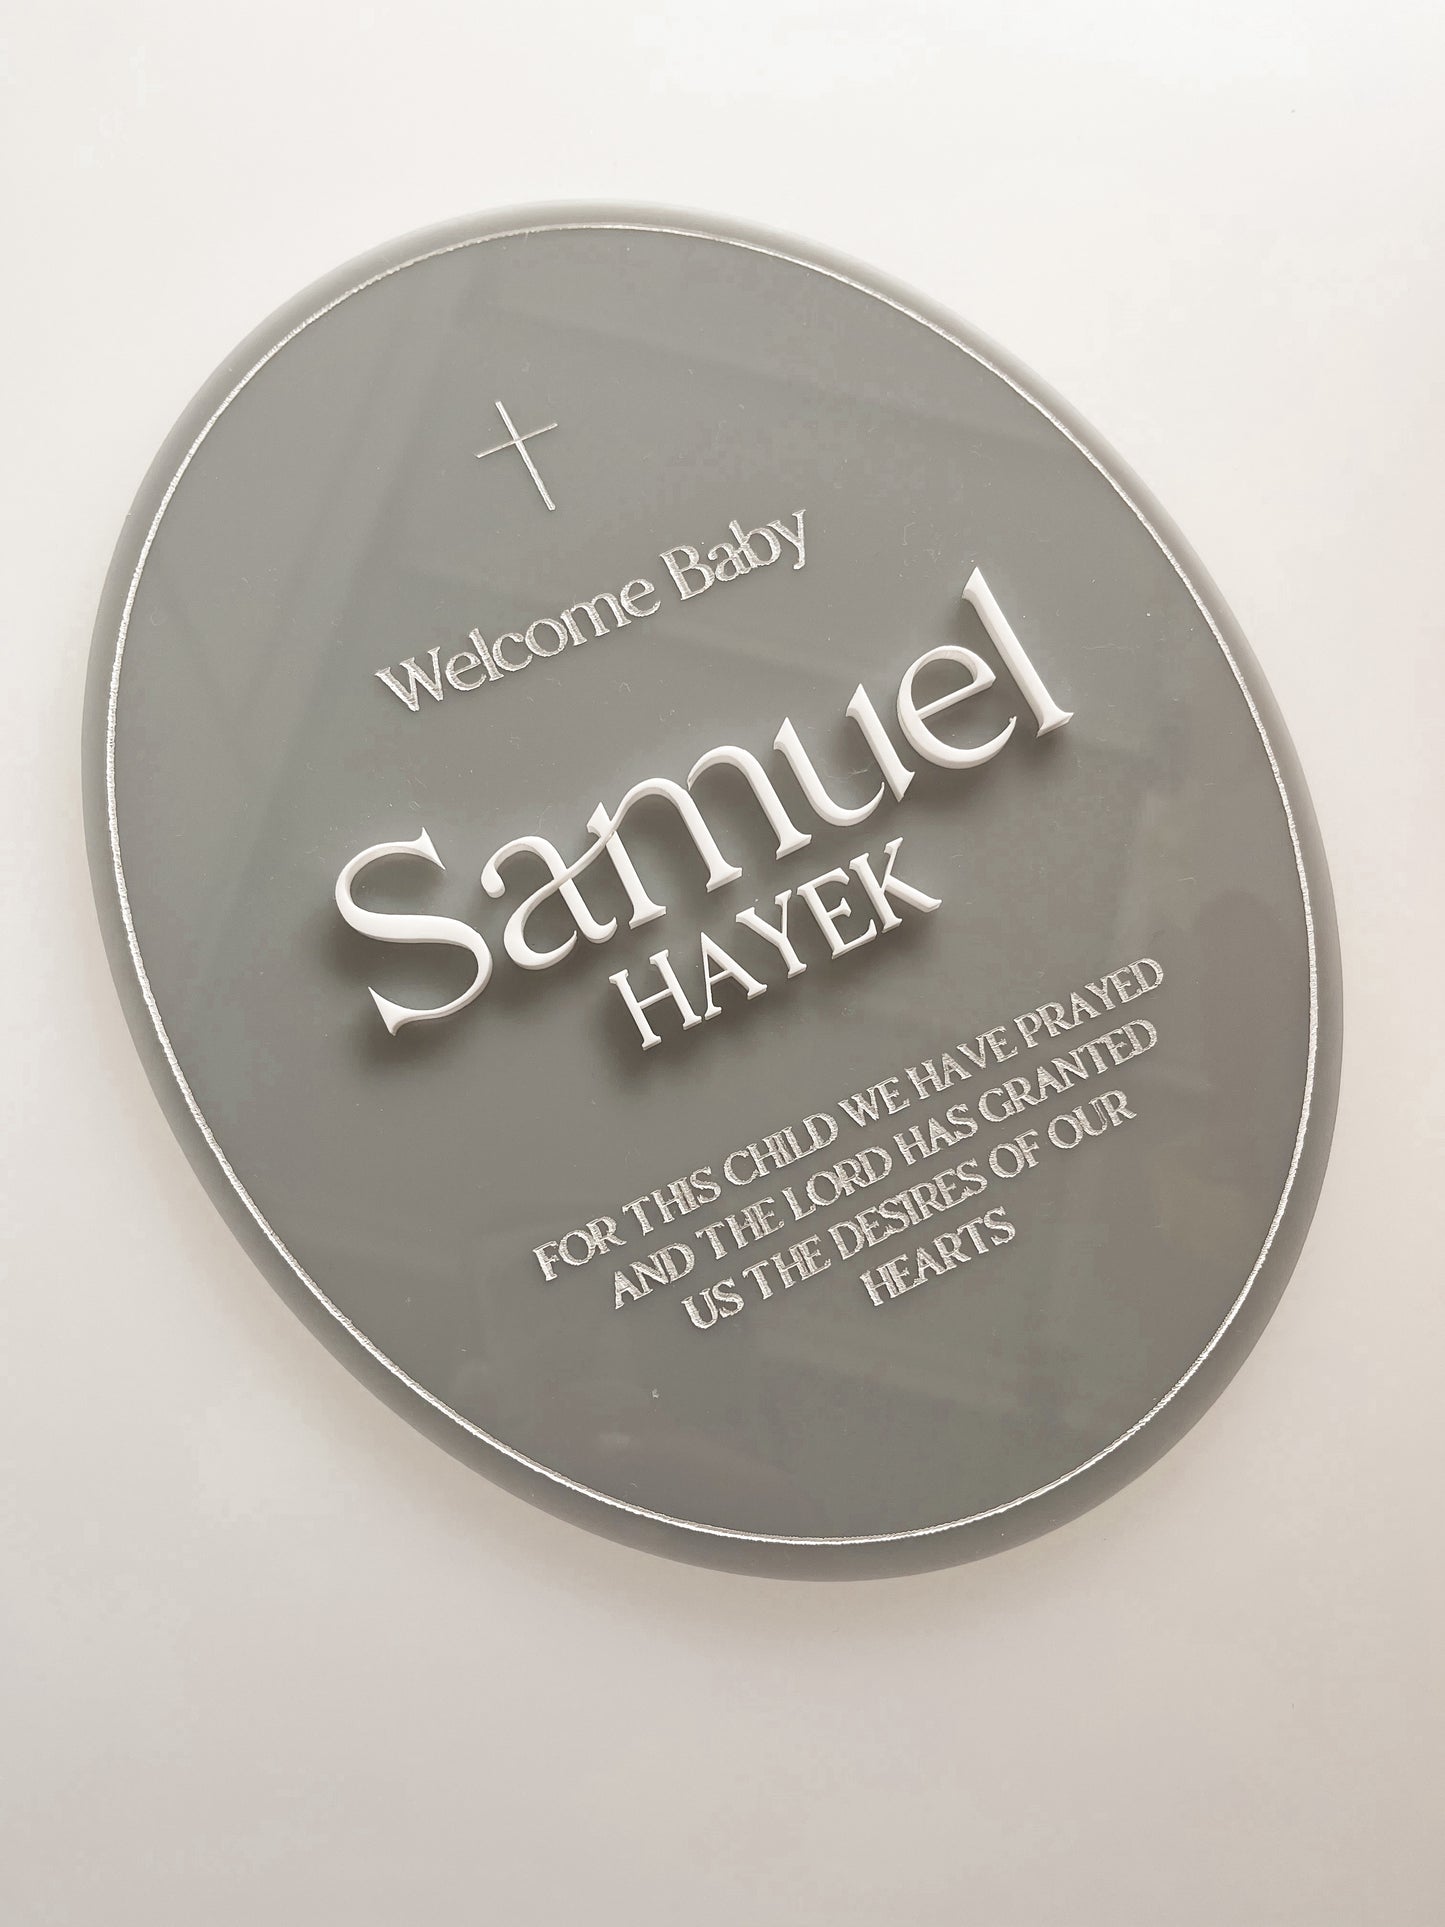 Welcome Baby
Samuel
HAYEK
FOR THIS CHILD WE HAVE PRAYED
AND THE LORD HAS GRANTED
US THE DESIRES OF OUR
HEARTS